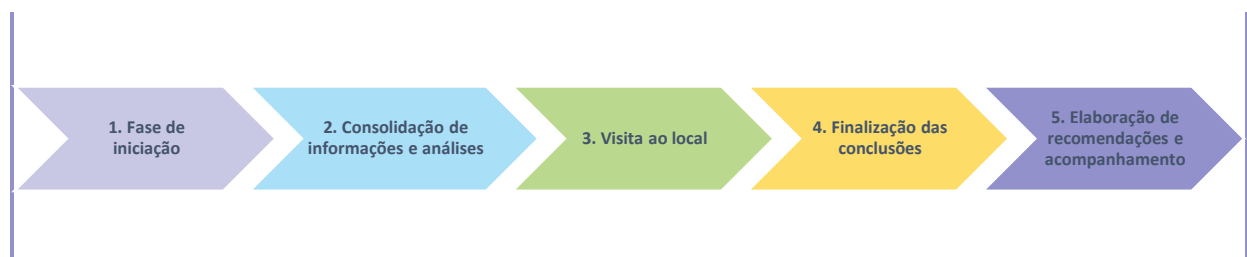 1. Fase de
iniciação
2. Consolidação de
informações e análises
3. Visita ao local
4. Finalização das
conclusões
5. Elaboração de
recomendações e
acompanhamento